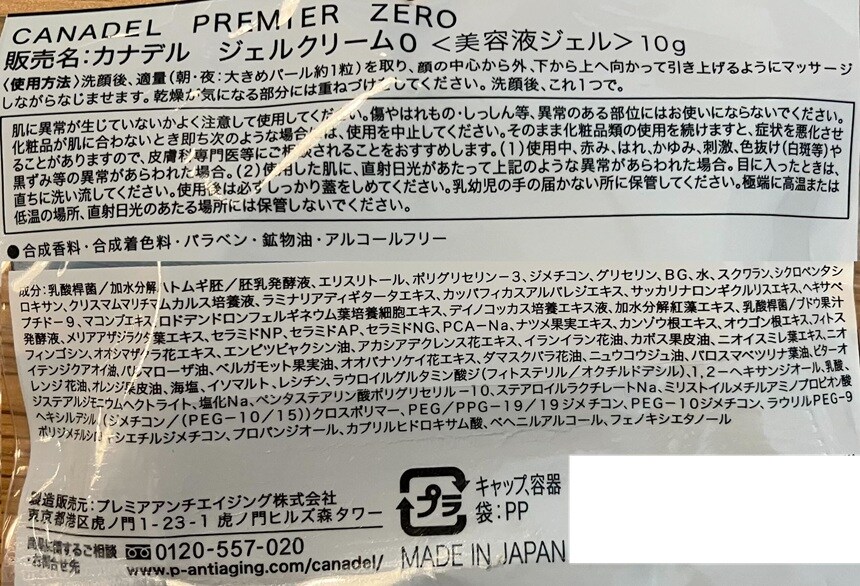 CANADEL PREMIER ZERO
販売名:カナデル ジェルクリーム0 <美容液ジェル> 10g
〈使用方法〉洗顔後、適量(朝・夜:大きめパール約1粒)を取り、顔の中心から外、下から上へ向かって引き上げるようにマッサージ
しながらなじませます。乾燥が気になる部分には重ねづけをしてください。洗顔後、これ1つで。
肌に異常が生じていないかよく注意して使用してください。傷やはれもの・しっしん等、異常のある部位にはお使いにならないでください。
化粧品が肌に合わないとき即ち次のような場合には、使用を中止してください。そのまま化粧品類の使用を続けますと、症状を悪化させ
ることがありますので、皮膚科専門医等にご相談されることをおすすめします。(1)使用中、赤み、はれ、かゆみ、刺激、色抜け(白斑等)や
黒ずみ等の異常があらわれた場合。(2)使用した肌に、直射日光があたって上記のような異常があらわれた場合。目に入ったときは、
直ちに洗い流してください。使用後は必ずしっかり蓋をしめてください。乳幼児の手の届かない所に保管してください。極端に高温または
低温の場所、直射日光のあたる場所には保管しないでください。
●合成香料・合成着色料・パラベン・鉱物油・アルコールフリー
成分:乳酸桿菌/加水分解ハトムギ胚/胚乳発酵液、エリスリトール、ポリグリセリン-3、ジメチコン、グリセリン、BG、水、スクワラン、シクロペンタシ
ロキサン、クリスマムマリチマムカルス培養液、ラミナリアディギタータエキス、カッパフィカスアルバレジエキス、サッカリナロンギクルリスエキス、ヘキサペ
プチド-9、マコンブエキス、ロドデンドロンフェルギネウム葉培養細胞エキス、デイノコッカス培養エキス液、加水分解紅藻エキス、乳酸桿菌/ブドウ果汁
発酵液、メリアアザジラクタ葉エキス、セラミドNP、セラミドAP、セラミドNG、PCA-Na、ナツメ果実エキス、カンゾウ根エキス、オウゴン根エキス、フィトス
フィンゴシン、オオシマザクラ花エキス、エンピツビャクシン油、アカシアデクレンス花エキス、イランイラン花油、カボス果皮油、ニオイスミレ葉エキス、ニオ
イテンジクアオイ油、パルマローザ油、ベルガモット果実油、オオバナソケイ花エキス、ダマスクバラ花油、ニュウコウジュ油、バロスマベツリナ葉油、ビターオ
レンジ花油、オレンジ果皮油、海塩、イソマルト、レシチン、ラウロイルグルタミン酸ジ(フィトステリル/オクチルドデシル)、1,2-ヘキサンジオール、乳酸、
ジステアルジモニウムヘクトライト、塩化Na、ペンタステアリン酸ポリグリセリル-10、ステアロイルラクチレートNa、ミリストイルメチルアミノプロピオン酸
ヘキシルデシル、(ジメチコン/(PEG-10/15))クロスポリマー、PEG/PPG-19/19ジメチコン、PEG-10ジメチコン、ラウリルPEG-9
ポリジメチルシロキシエチルジメチコン、プロパンジオール、カプリルヒドロキサム酸、ベヘニルアルコール、フェノキシエタノール
製造販売元:プレミアアンチエイジング株式会社
東京都港区虎ノ門1-23-1 虎ノ門ヒルズ森タワー
商品に関するご相談
・お問合せ先
0120-557-020
www.p-antiaging.com/canadel/
プラ
キャップ、容器
袋:PP
MADE IN JAPAN